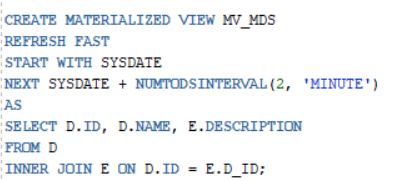 CREATE MATERIALIZED VIEW MV_MDS
REFRESH FAST
START WITH SYSDATE
NEXT SYSDATE + NUMTODSINTERVAL(2, 'MINUTE')
AS
SELECT D.ID, D.NAME, E.DESCRIPTION
FROM D
INNER JOIN E ON D.ID = E.D_ID;